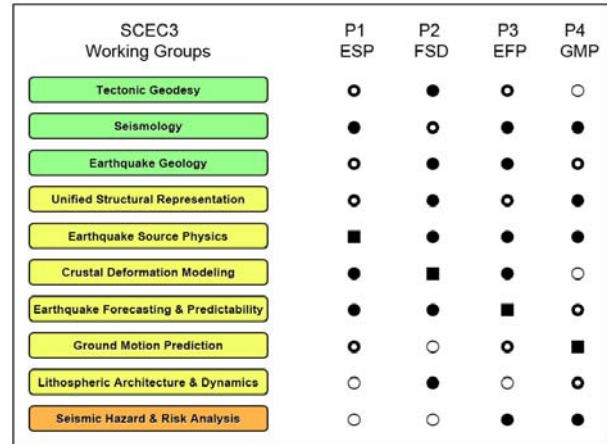 SCEC3 P1 P2 P3 P4
Working Groups ESP FSD EFP GMP
Tectonic Geodesy
Seismology
Earthquake Geology
Unified Structural Representation
Earthquake Source Physics
Crustal Deformation Modeling
Earthquake Forecasting & Predictability
Ground Motion Prediction
Lithospheric Architecture & Dynamics
Seismic Hazard & Risk Analysis